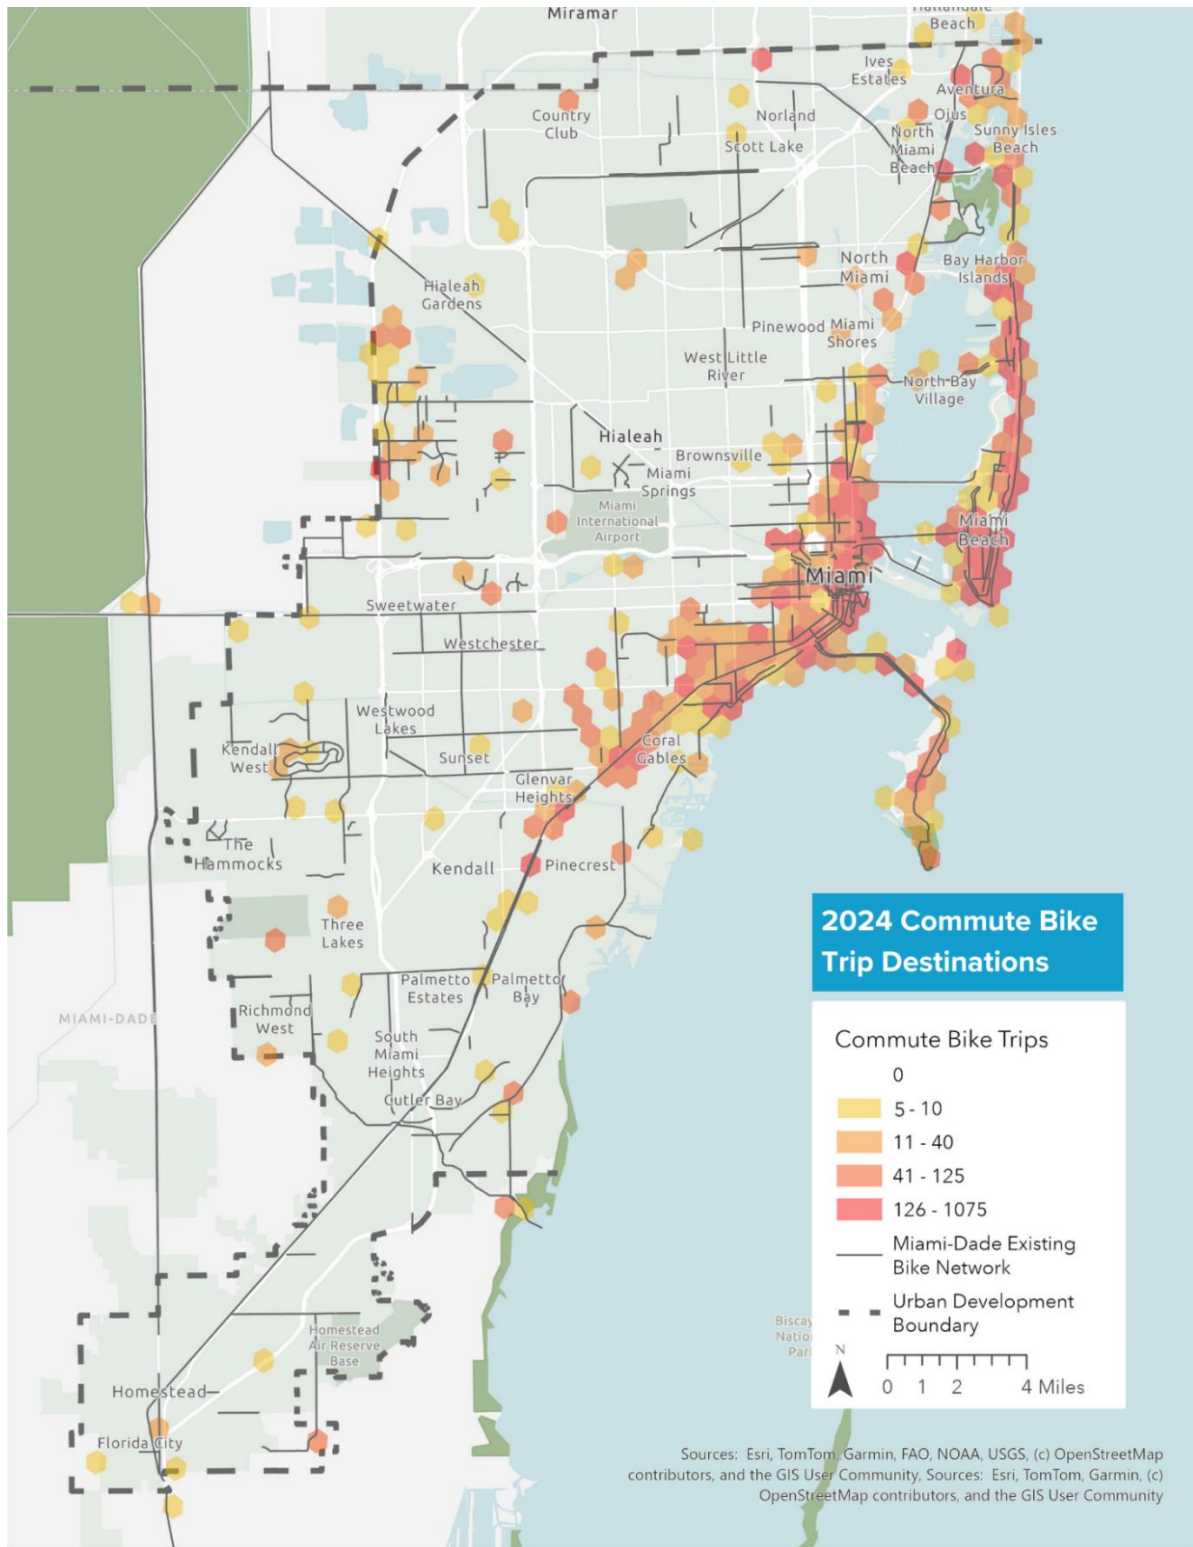 Miramar
Hallandale
Beach
Ives
Estates
Aventura
Country
Club
Norland
Ojus
North
Miami
Beach
Sunny Isles
Beach
Scott Lake
North
Miami
Bay Harbor
Islands
Hialeah
Gardens
Pinewood
Miami
Shores
West Little
River
North Bay
Village
Hialeah
Brownsville
Miami
Springs
Miami
International
Airport
Miami
Beach
Miami
Sweetwater
Westchester
Westwood
Lakes
Kendall
West
Sunset
Coral
Gables
Glenvar
Heights
The
Hammocks
Kendall
Pinecrest
Three
Lakes
Palmetto
Estates
Palmetto
Bay
Richmond
West
MIAMI-DADE
South
Miami
Heights
Cutler Bay
Homestead
Air Reserve
Base
Homestead
Florida City
2024 Commute Bike
Trip Destinations
Commute Bike Trips
0
5 - 10
11 - 40
41 - 125
126 - 1075
Miami-Dade Existing
Bike Network
Urban Development
Boundary
N
0 1 2 4 Miles
Sources: Esri, TomTom, Garmin, FAO, NOAA, USGS, (c) OpenStreetMap
contributors, and the GIS User Community, Sources: Esri, TomTom, Garmin, (c)
OpenStreetMap contributors, and the GIS User Community